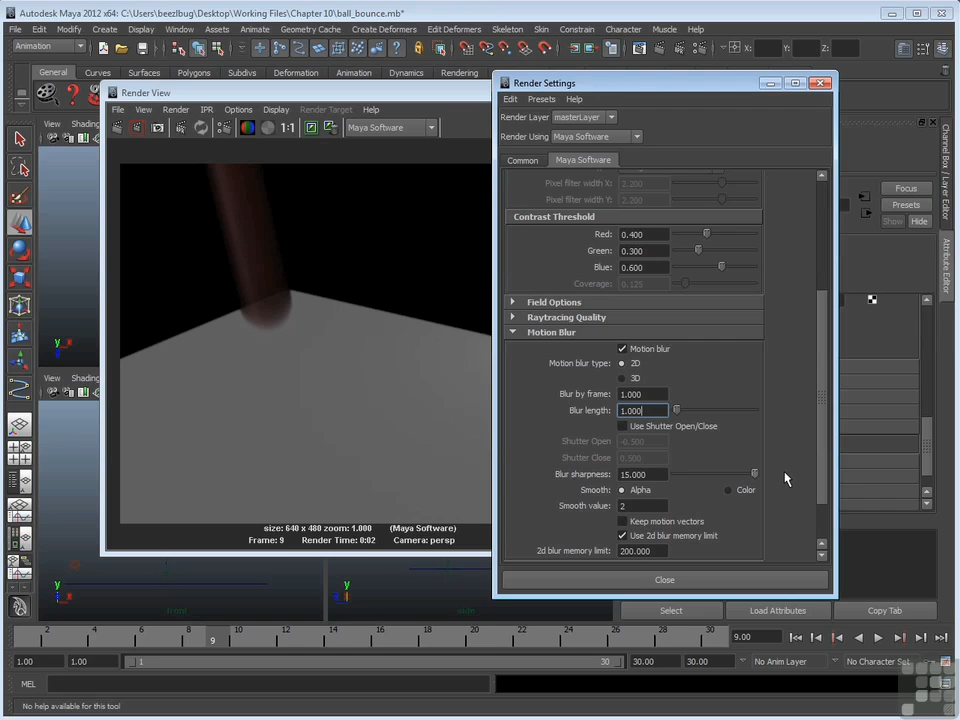 Autodesk Maya 2012 x64: C:\Users\beezlbug\Desktop\Working Files\Chapter 10\ball_bounce.mb*
File Edit Modify Create Display Window Assets Animate Geometry Cache Create Deformers Edit Deformers Skeleton Skin Constraint Character Muscle Help
Animation X: Y: Z:
General Curves Surfaces Polygons Subdivs Deformation Animation Dynamics Rendering
Render View
File View Render IPR Options Display Render Target Help
1:1 Maya Software
View Shading
Render Settings
Edit Presets Help
Render Layer masterLayer
Render Using Maya Software
Common Maya Software
Pixel filter width X: 2.200
Pixel filter width Y: 2.200
Contrast Threshold
Red: 0.400
Green: 0.300
Blue: 0.600
Coverage: 0.125
Field Options
Raytracing Quality
Motion Blur
Motion blur
Motion blur type: 2D
3D
Blur by frame: 1.000
Blur length: 1.000
Use Shutter Open/Close
Shutter Open -0.500
Shutter Close 0.500
Blur sharpness: 15.000
Smooth: Alpha Color
Smooth value: 2
Keep motion vectors
Use 2d blur memory limit
2d blur memory limit 200.000
Close
Focus
Presets
Show Hide
Channel Box / Layer Editor
Attribute Editor
y
View Shading
y
size: 640 x 480 zoom: 1.000 (Maya Software)
Frame: 9 Render Time: 0:02 Camera: persp
y y
front side
Select Load Attributes Copy Tab
2 4 6 8 9 10 12 14 16 18 20 22 24 26 28 30 9.00
1.00 1.00 1 30 30.00 30.00 No Anim Layer No Character Set
MEL
No help available for this tool